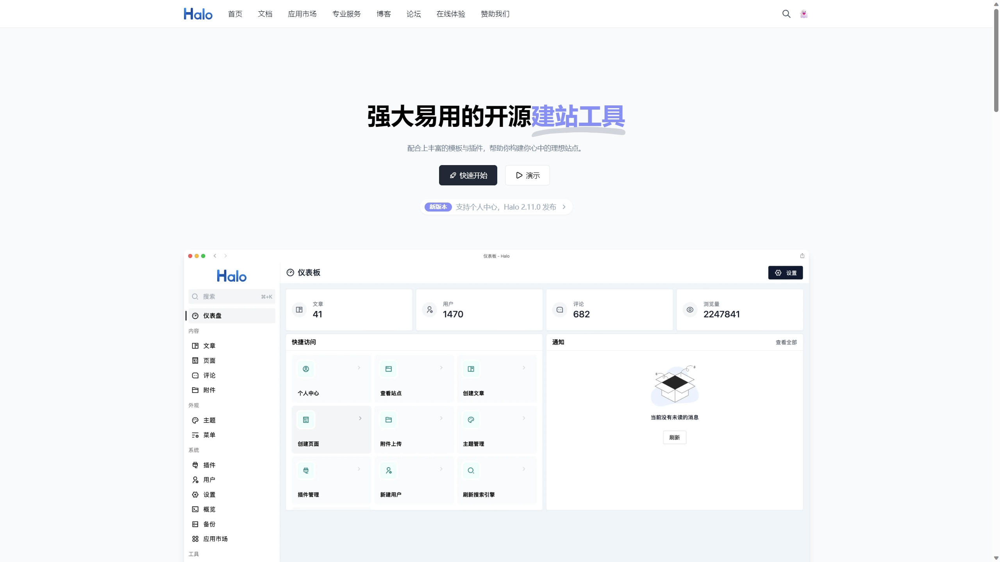 Halo 首页 文档 应用市场 专业服务 博客 论坛 在线体验 赞助我们
强大易用的开源建站工具
配合上丰富的模板与插件，帮助你构建你心中的理想站点。
快速开始 演示
新版本 支持个人中心，Halo 2.11.0 发布
仪表板 - Halo
Halo
搜索 ⌘+K
仪表盘
内容
文章
页面
评论
附件
外观
主题
菜单
系统
插件
用户
设置
概览
备份
应用市场
工具
仪表板 设置
文章
41
用户
1470
评论
682
浏览量
2247841
快捷访问
个人中心 查看站点 创建文章
创建页面 附件上传 主题管理
插件管理 新建用户 刷新搜索引擎
通知 查看全部
当前没有未读的消息
刷新